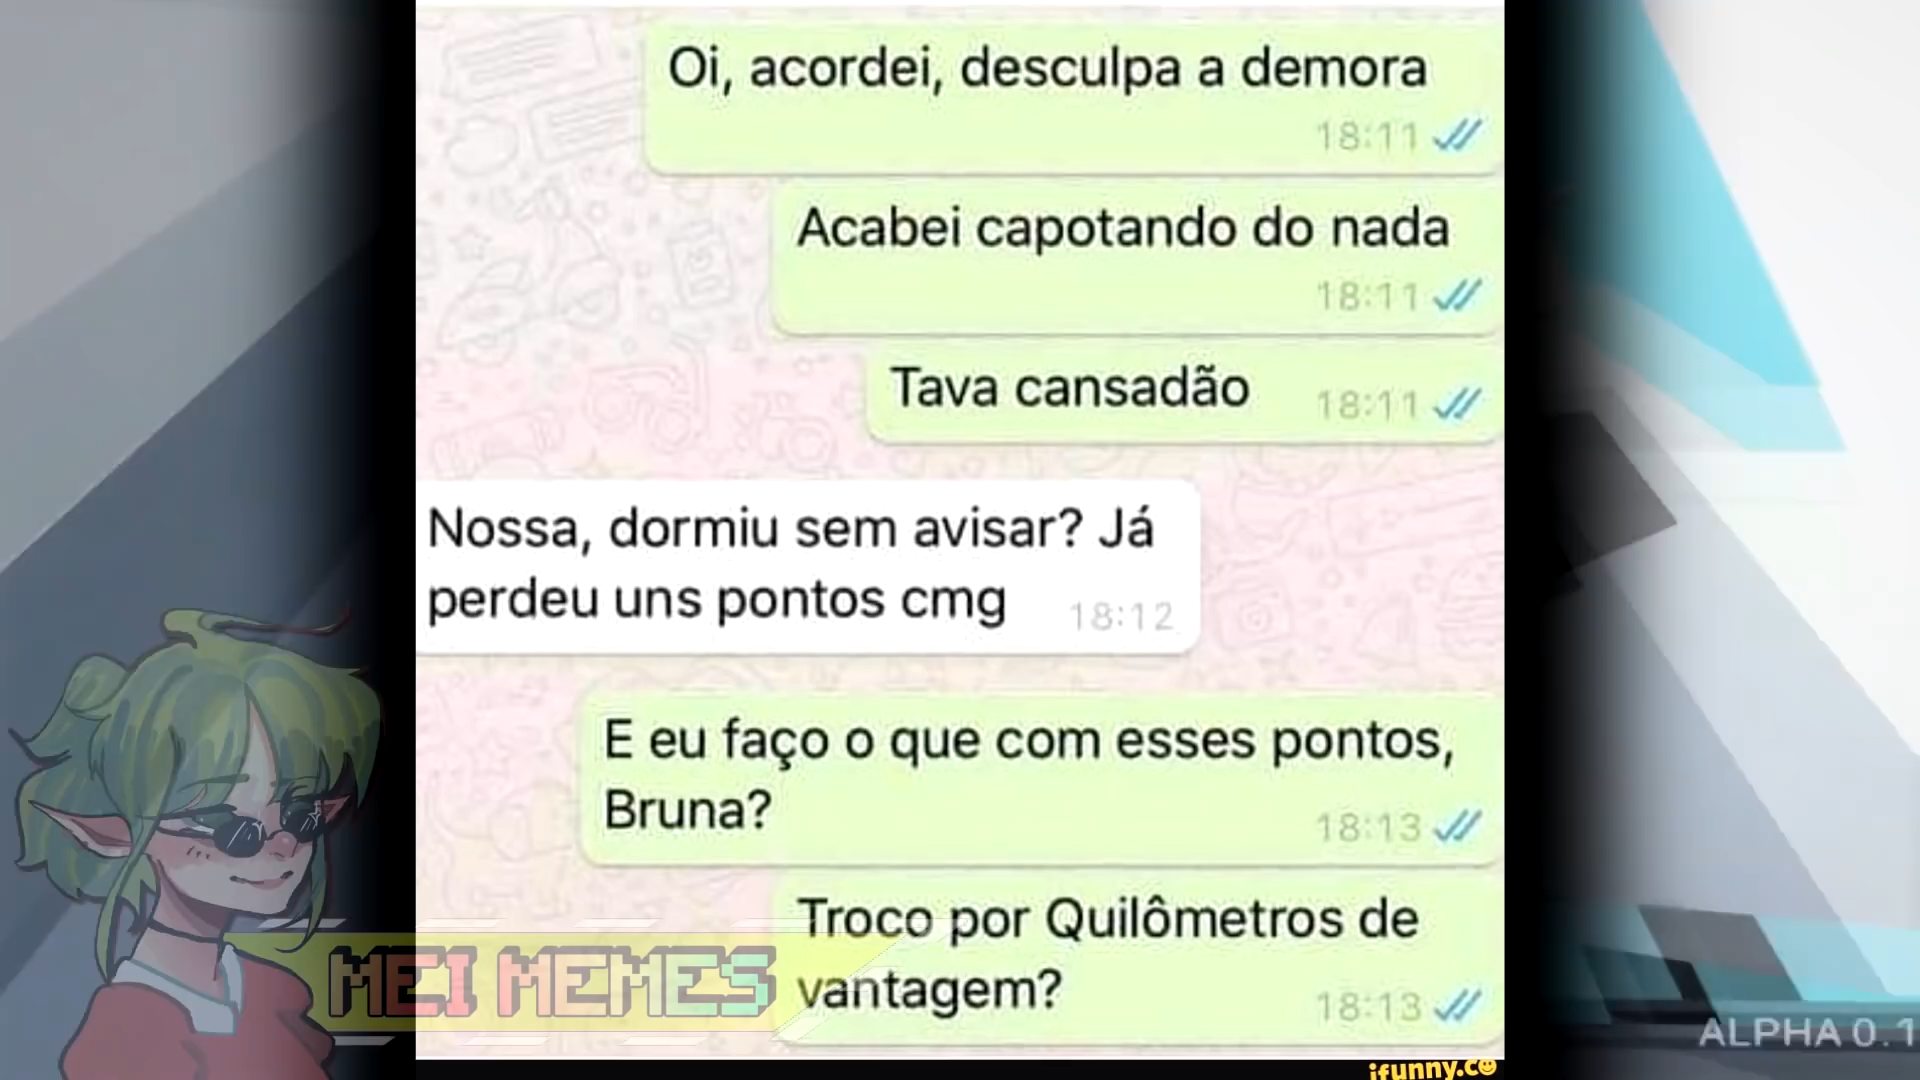 Oi, acordei, desculpa a demora
18:11
Acabei capotando do nada
18:11
Tava cansadão 18:11
Nossa, dormiu sem avisar? Já
perdeu uns pontos cmg 18:12
E eu faço o que com esses pontos,
Bruna?
18:13
Troco por Quilômetros de
vantagem?
18:13
MEI MEMES
ALPHA 0.1
ifunny.co